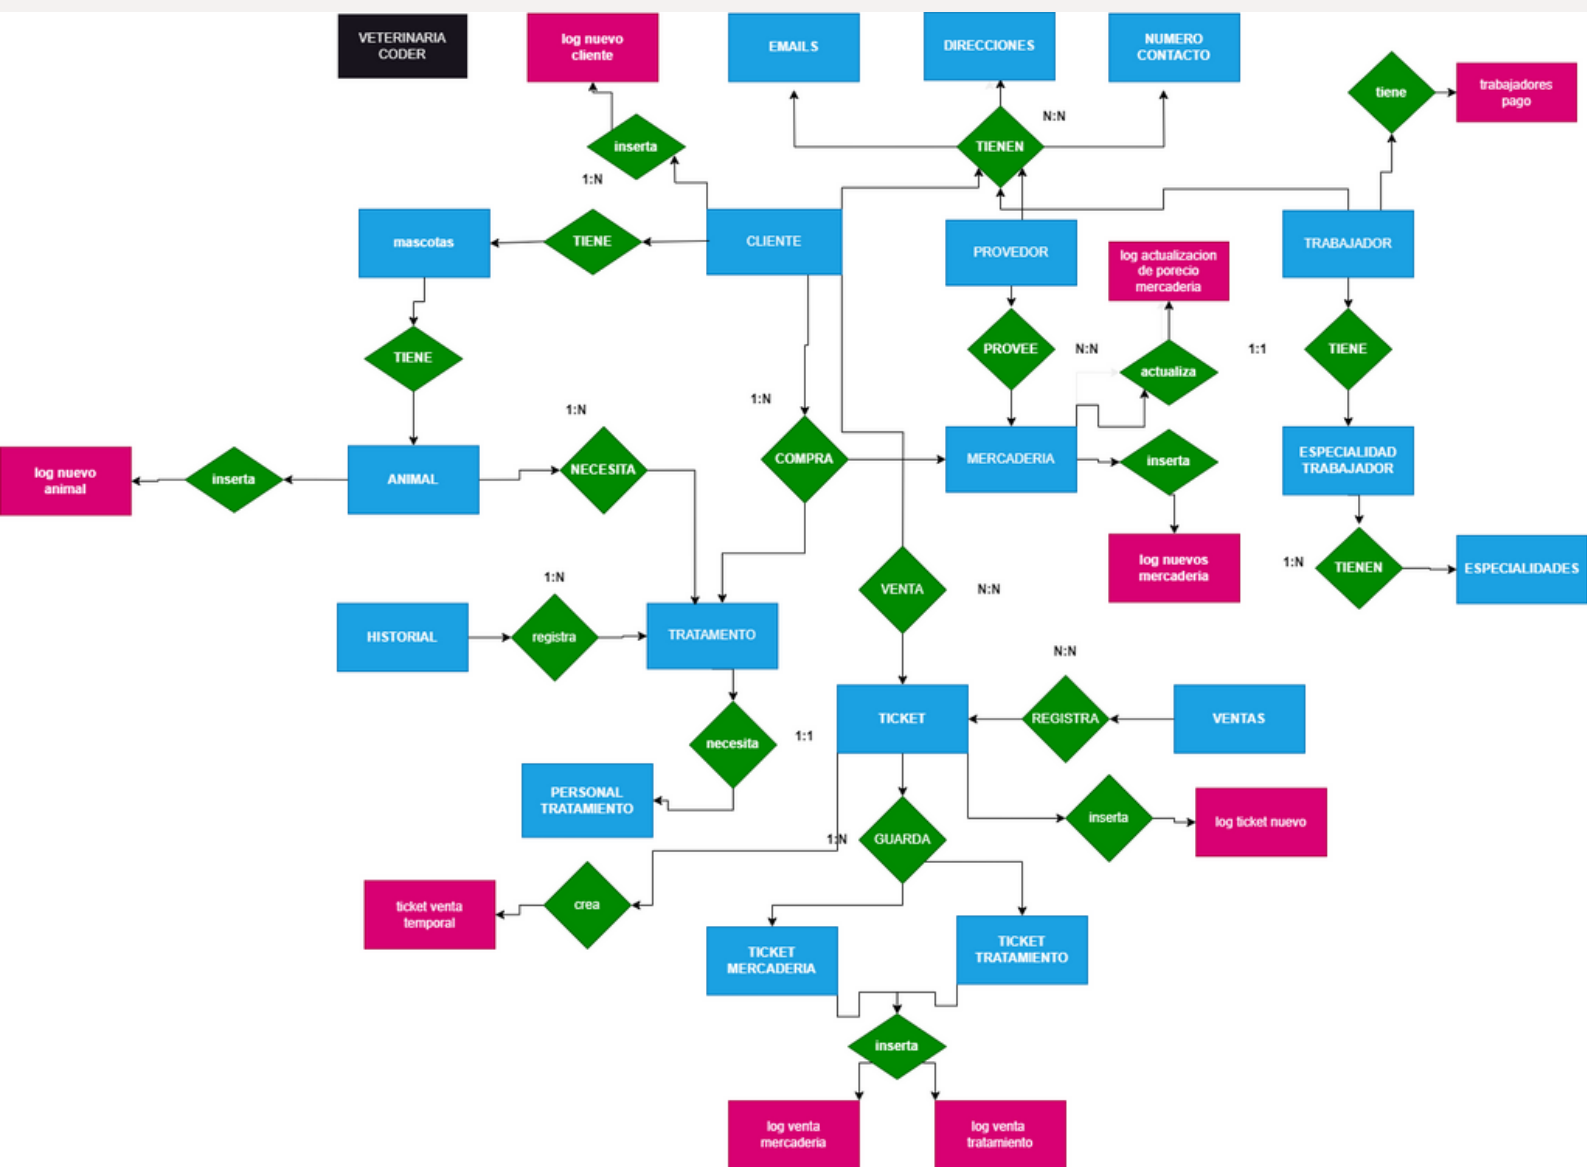 VETERINARIA
CODER
log nuevo
cliente
EMAILS
DIRECCIONES
NUMERO
CONTACTO
tiene
trabajadores
pago
N:N
inserta
TIENEN
1:N
mascotas
TIENE
CLIENTE
PROVEDOR
log actualizacion
de porecio
mercaderia
TRABAJADOR
TIENE
PROVEE
N:N
actualiza
1:1
TIENE
1:N
1:N
log nuevo
animal
inserta
ANIMAL
NECESITA
COMPRA
MERCADERIA
inserta
ESPECIALIDAD
TRABAJADOR
log nuevos
mercaderia
1:N
TIENEN
ESPECIALIDADES
1:N
VENTA
N:N
HISTORIAL
registra
TRATAMENTO
N:N
TICKET
REGISTRA
VENTAS
necesita
1:1
PERSONAL
TRATAMIENTO
1:N
GUARDA
inserta
log ticket nuevo
ticket venta
temporal
crea
TICKET
MERCADERIA
TICKET
TRATAMIENTO
inserta
log venta
mercaderia
log venta
tratamiento